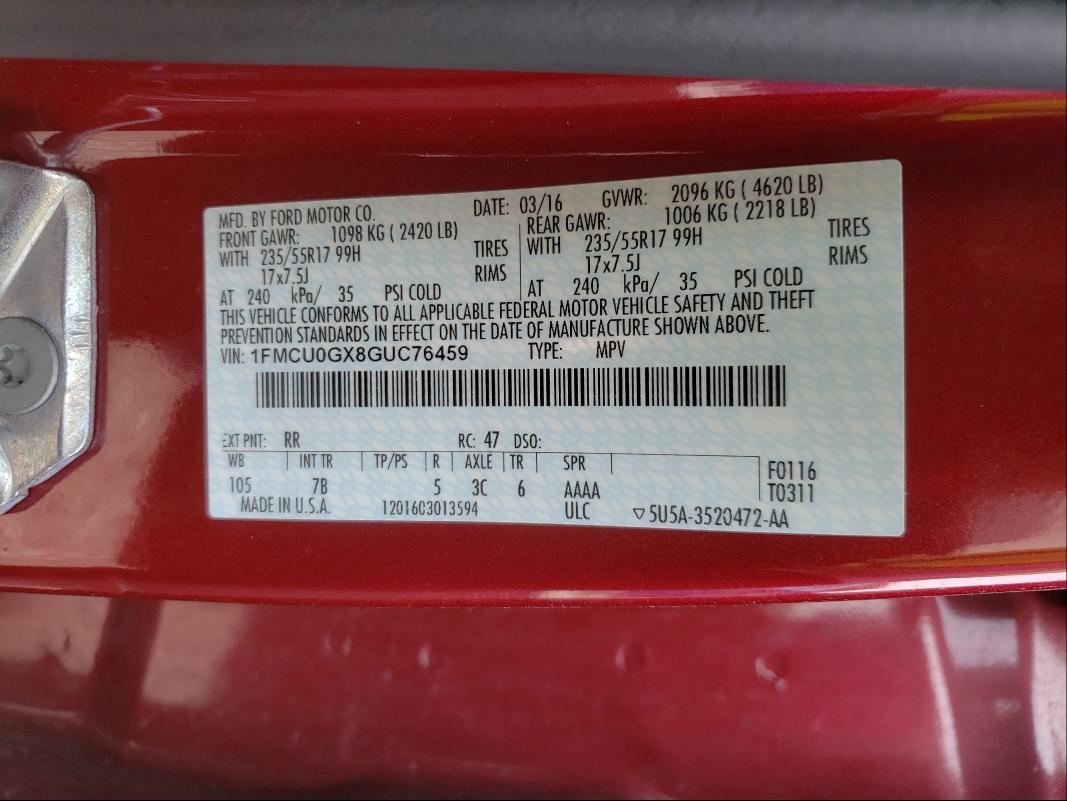 MFD. BY FORD MOTOR CO. DATE: 03/16 GVWR: 2096 KG ( 4620 LB)
FRONT GAWR: 1098 KG ( 2420 LB) REAR GAWR: 1006 KG ( 2218 LB)
WITH 235/55R17 99H TIRES WITH 235/55R17 99H TIRES
17x7.5J RIMS 17x7.5J RIMS
AT 240 kPa/ 35 PSI COLD AT 240 kPa/ 35 PSI COLD
THIS VEHICLE CONFORMS TO ALL APPLICABLE FEDERAL MOTOR VEHICLE SAFETY AND THEFT
PREVENTION STANDARDS IN EFFECT ON THE DATE OF MANUFACTURE SHOWN ABOVE.
VIN: 1FMCU0GX8GUC76459 TYPE: MPV
EXT PNT: RR RC: 47 DSO:
WB INT TR TP/PS R AXLE TR SPR F0116
105 7B 5 3C 6 AAAA T0311
MADE IN U.S.A. 1201603013594 ULC ▽5U5A-3520472-AA